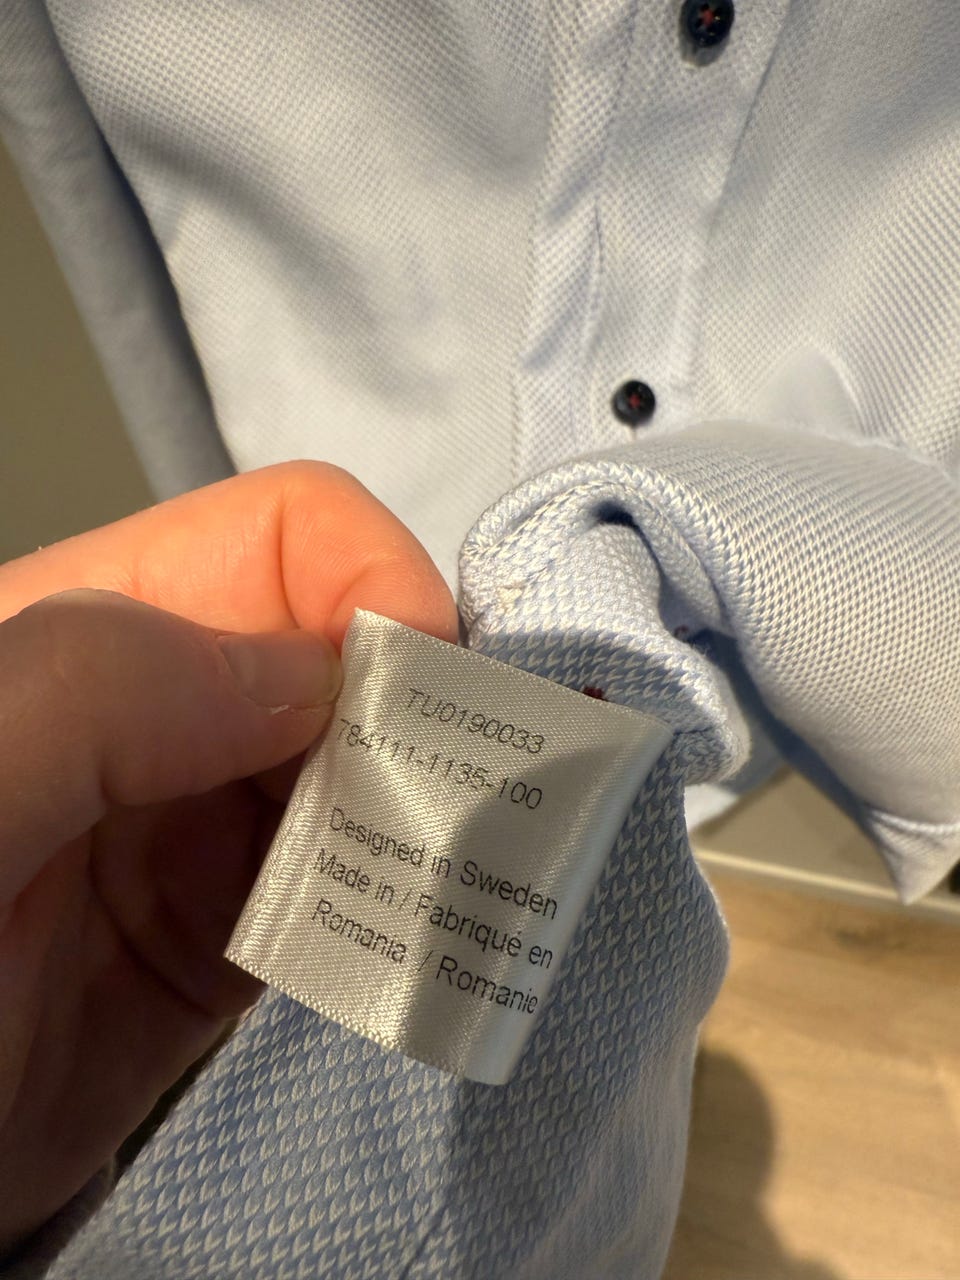 TU0190033
784111-1135-100
Designed in Sweden
Made in / Fabriqué en
Romania / Romanie